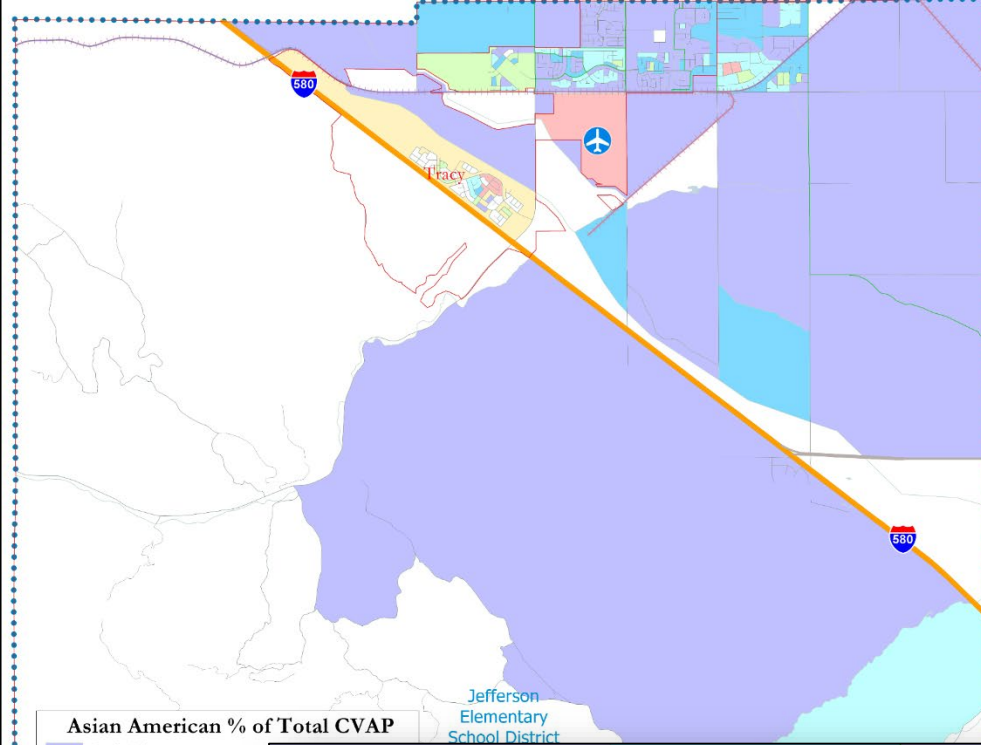 580
Tracy
580
Jefferson
Elementary
School District
Asian American % of Total CVAP